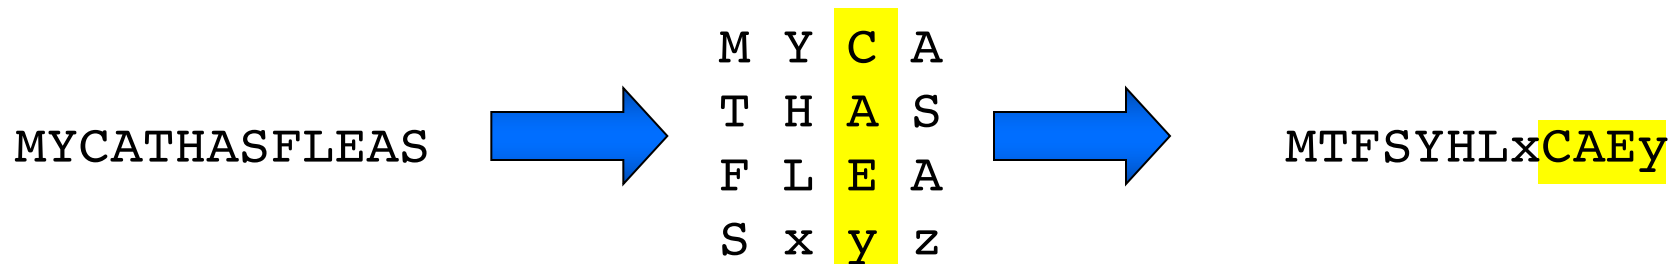 MYCATHASFLEAS
M Y C A
T H A S
F L E A
S x y z
MTFSYHLxCAEy